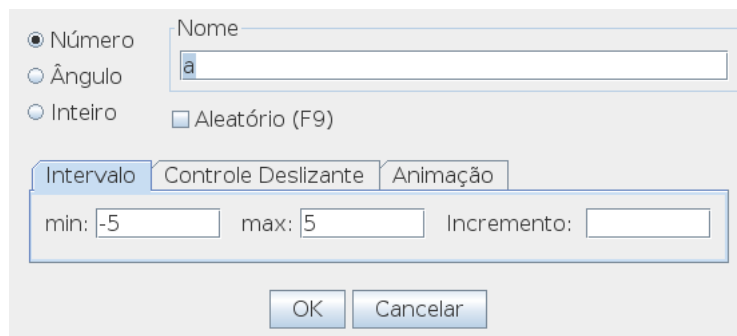 Número
Ângulo
Inteiro
Nome
a
Aleatório (F9)
Intervalo Controle Deslizante Animação
min: -5 max: 5 Incremento:
OK Cancelar